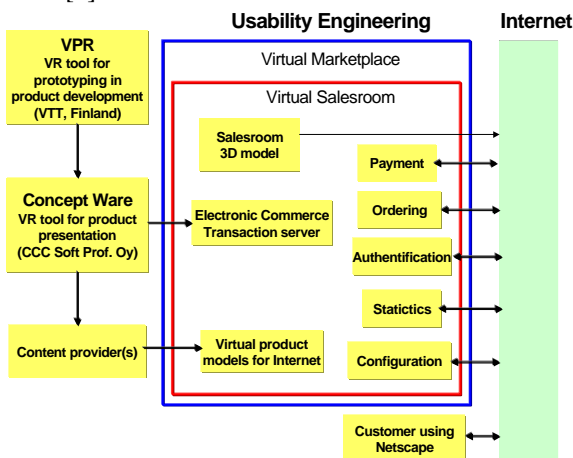 Usability Engineering
Internet
VPR
VR tool for
prototyping in
product development
(VTT, Finland)
Virtual Marketplace
Virtual Salesroom
Salesroom
3D model
Payment
Concept Ware
VR tool for product
presentation
(CCC Soft Prof. Oy)
Electronic Commerce
Transaction server
Ordering
Authentification
Statictics
Content provider(s)
Virtual product
models for Internet
Configuration
Customer using
Netscape